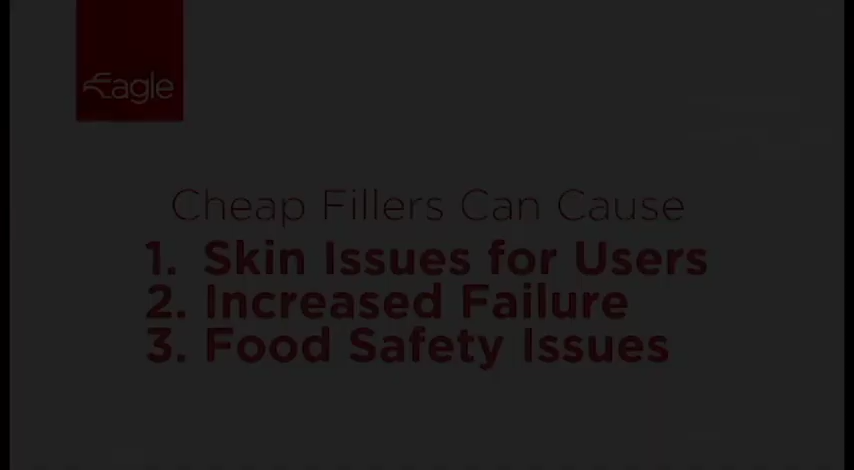 Eagle
Cheap Fillers Can Cause
1. Skin Issues for Users
2. Increased Failure
3. Food Safety Issues